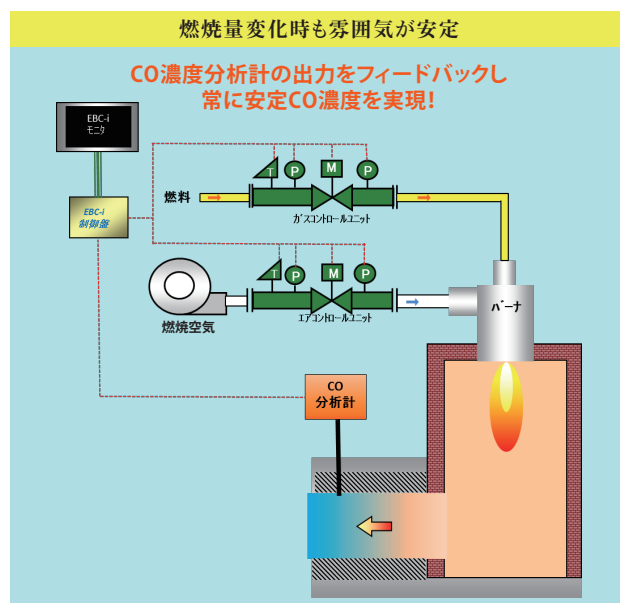 燃焼量変化時も雰囲気が安定
CO濃度分析計の出力をフィードバックし
常に安定CO濃度を実現!
EBC-i
モニタ
T
P
M
P
燃料
EBC-i
制御盤
ガスコントロールユニット
T
P
M
P
燃焼空気
エアコントロールユニット
バーナ
CO
分析計